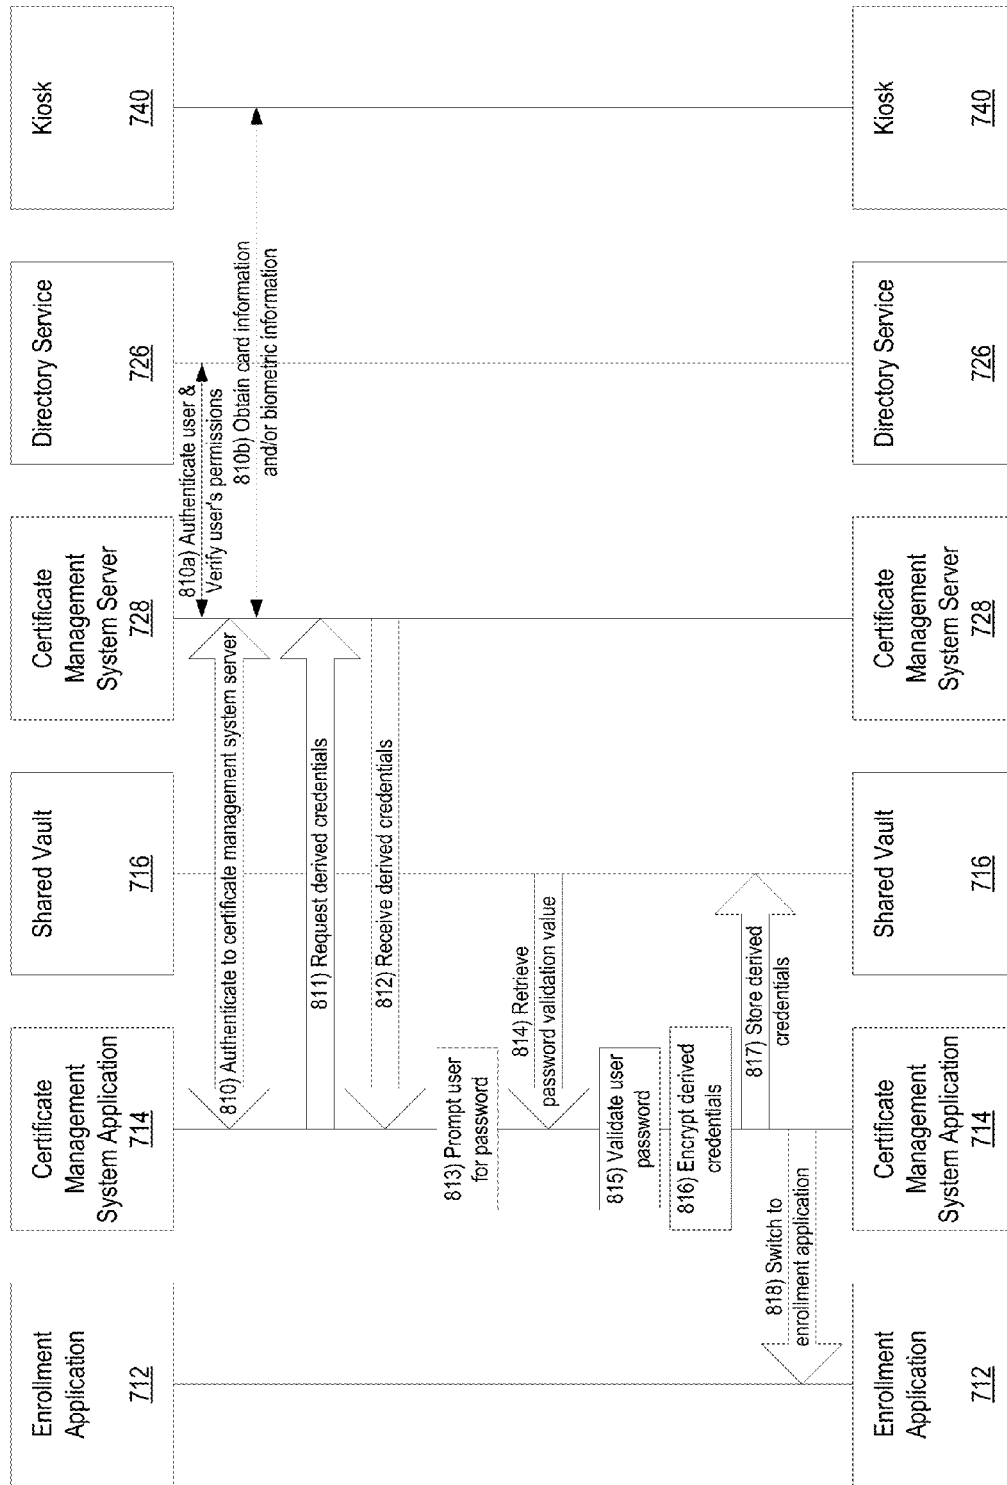 Enrollment
Application
712
Certificate
Management
System Application
714
Shared Vault
716
Certificate
Management
System Server
728
Directory Service
726
Kiosk
740
810a) Authenticate user &
Verify user's permissions
810) Authenticate to certificate management system server
810b) Obtain card information
and/or biometric information
811) Request derived credentials
812) Receive derived credentials
813) Prompt user
for password
814) Retrieve
password validation value
815) Validate user
password
816) Encrypt derived
credentials
817) Store derived
credentials
818) Switch to
enrollment application
Enrollment
Application
712
Certificate
Management
System Application
714
Shared Vault
716
Certificate
Management
System Server
728
Directory Service
726
Kiosk
740